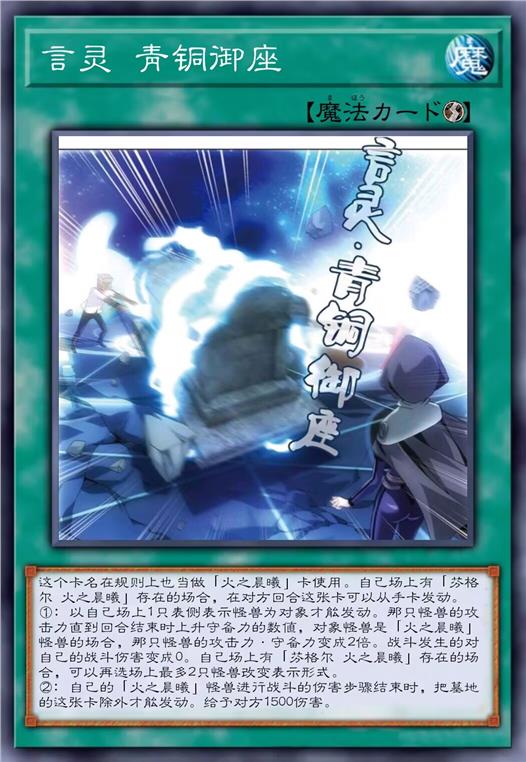 言灵 青铜御座
魔
【魔法カード】
ま ほう
言灵·青铜御座
这个卡名在规则上也当做「火之晨曦」卡使用。自己场上有「芬格
尔 火之晨曦」存在的场合，在对方回合这张卡可以从手卡发动。
①：以自己场上1只表侧表示怪兽为对象才能发动。那只怪兽的攻
击力直到回合结束时上升守备力的数値，对象怪兽是「火之晨曦」
怪兽的场合，那只怪兽的攻击力·守备力变成2倍。战斗发生的对
自己的战斗伤害变成0。自己场上有「芬格尔 火之晨曦」存在的场
合，可以再选场上最多2只怪兽改变表示形式。
②：自己的「火之晨曦」怪兽进行战斗的伤害步骤结束时，把墓地
的这张卡除外才能发动。给予对方1500伤害。